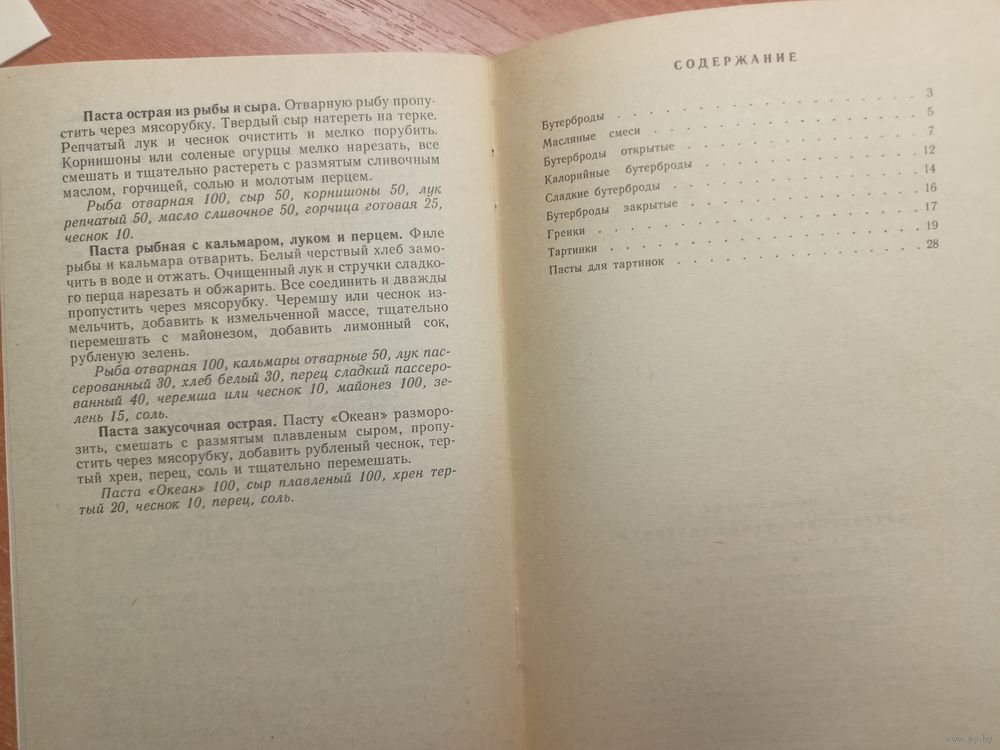 Паста острая из рыбы и сыра. Отварную рыбу пропу-
стить через мясорубку. Твердый сыр натереть на терке.
Репчатый лук и чеснок очистить и мелко порубить.
Корнишоны или соленые огурцы мелко нарезать, все
смешать и тщательно растереть с размятым сливочным
маслом, горчицей, солью и молотым перцем.
Рыба отварная 100, сыр 50, корнишоны 50, лук
репчатый 50, масло сливочное 50, горчица готовая 25,
чеснок 10.
Паста рыбная с кальмаром, луком и перцем. Филе
рыбы и кальмара отварить. Белый черствый хлеб замо-
чить в воде и отжать. Очищенный лук и стручки сладко-
го перца нарезать и обжарить. Все соединить и дважды
пропустить через мясорубку. Черемшу или чеснок из-
мельчить, добавить к измельченной массе, тщательно
перемешать с майонезом, добавить лимонный сок,
рубленую зелень.
Рыба отварная 100, кальмары отварные 50, лук пас-
серованный 30, хлеб белый 30, перец сладкий пассеро-
ванный 40, черемша или чеснок 10, майонез 100, зе-
лень 15, соль.
Паста закусочная острая. Пасту «Океан» разморо-
зить, смешать с размятым плавленым сыром, пропу-
стить через мясорубку, добавить рубленый чеснок, тер-
тый хрен, перец, соль и тщательно перемешать.
Паста «Океан» 100, сыр плавленый 100, хрен тер-
тый 20, чеснок 10, перец, соль.
СОДЕРЖАНИЕ
Бутерброды . . . . . . . . . . 3
Масляные смеси . . . . . . . . . . 5
Бутерброды открытые . . . . . . . . . . 7
Калорийные бутерброды . . . . . . . . . . 12
Сладкие бутерброды . . . . . . . . . . 14
Бутерброды закрытые . . . . . . . . . . 16
Гренки . . . . . . . . . . 17
Тартинки . . . . . . . . . . 19
Пасты для тартинок . . . . . . . . . . 28
www.ay.by